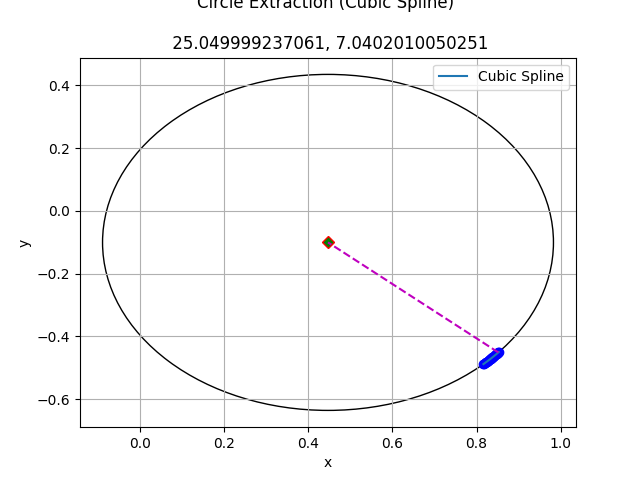 Circle Extraction (Cubic Spline)
25.049999237061, 7.0402010050251
Cubic Spline
0.4
0.2
0.0
−0.2
−0.4
−0.6
y
0.0 0.2 0.4 0.6 0.8 1.0
x